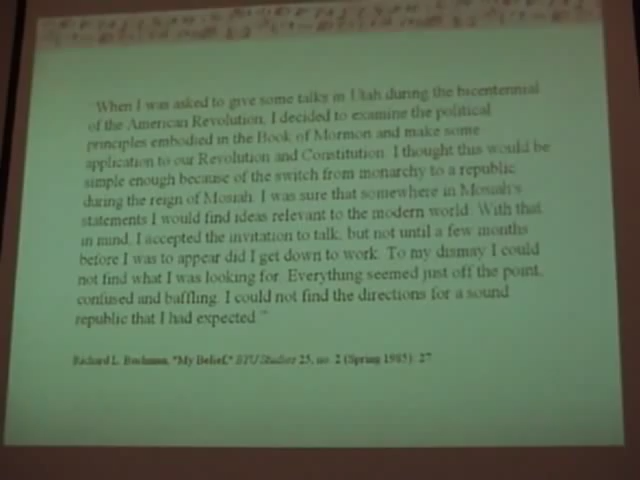 "When I was asked to give some talks in Utah during the bicentennial
of the American Revolution, I decided to examine the political
principles embodied in the Book of Mormon and make some
application to our Revolution and Constitution. I thought this would be
simple enough because of the switch from monarchy to a republic
during the reign of Mosiah. I was sure that somewhere in Mosiah's
statements I would find ideas relevant to the modern world. With that
in mind, I accepted the invitation to talk, but not until a few months
before I was to appear did I get down to work. To my dismay I could
not find what I was looking for. Everything seemed just off the point,
confused and baffling. I could not find the directions for a sound
republic that I had expected."
Richard L. Bushman, "My Belief," BYU Studies 25, no. 2 (Spring 1985): 27